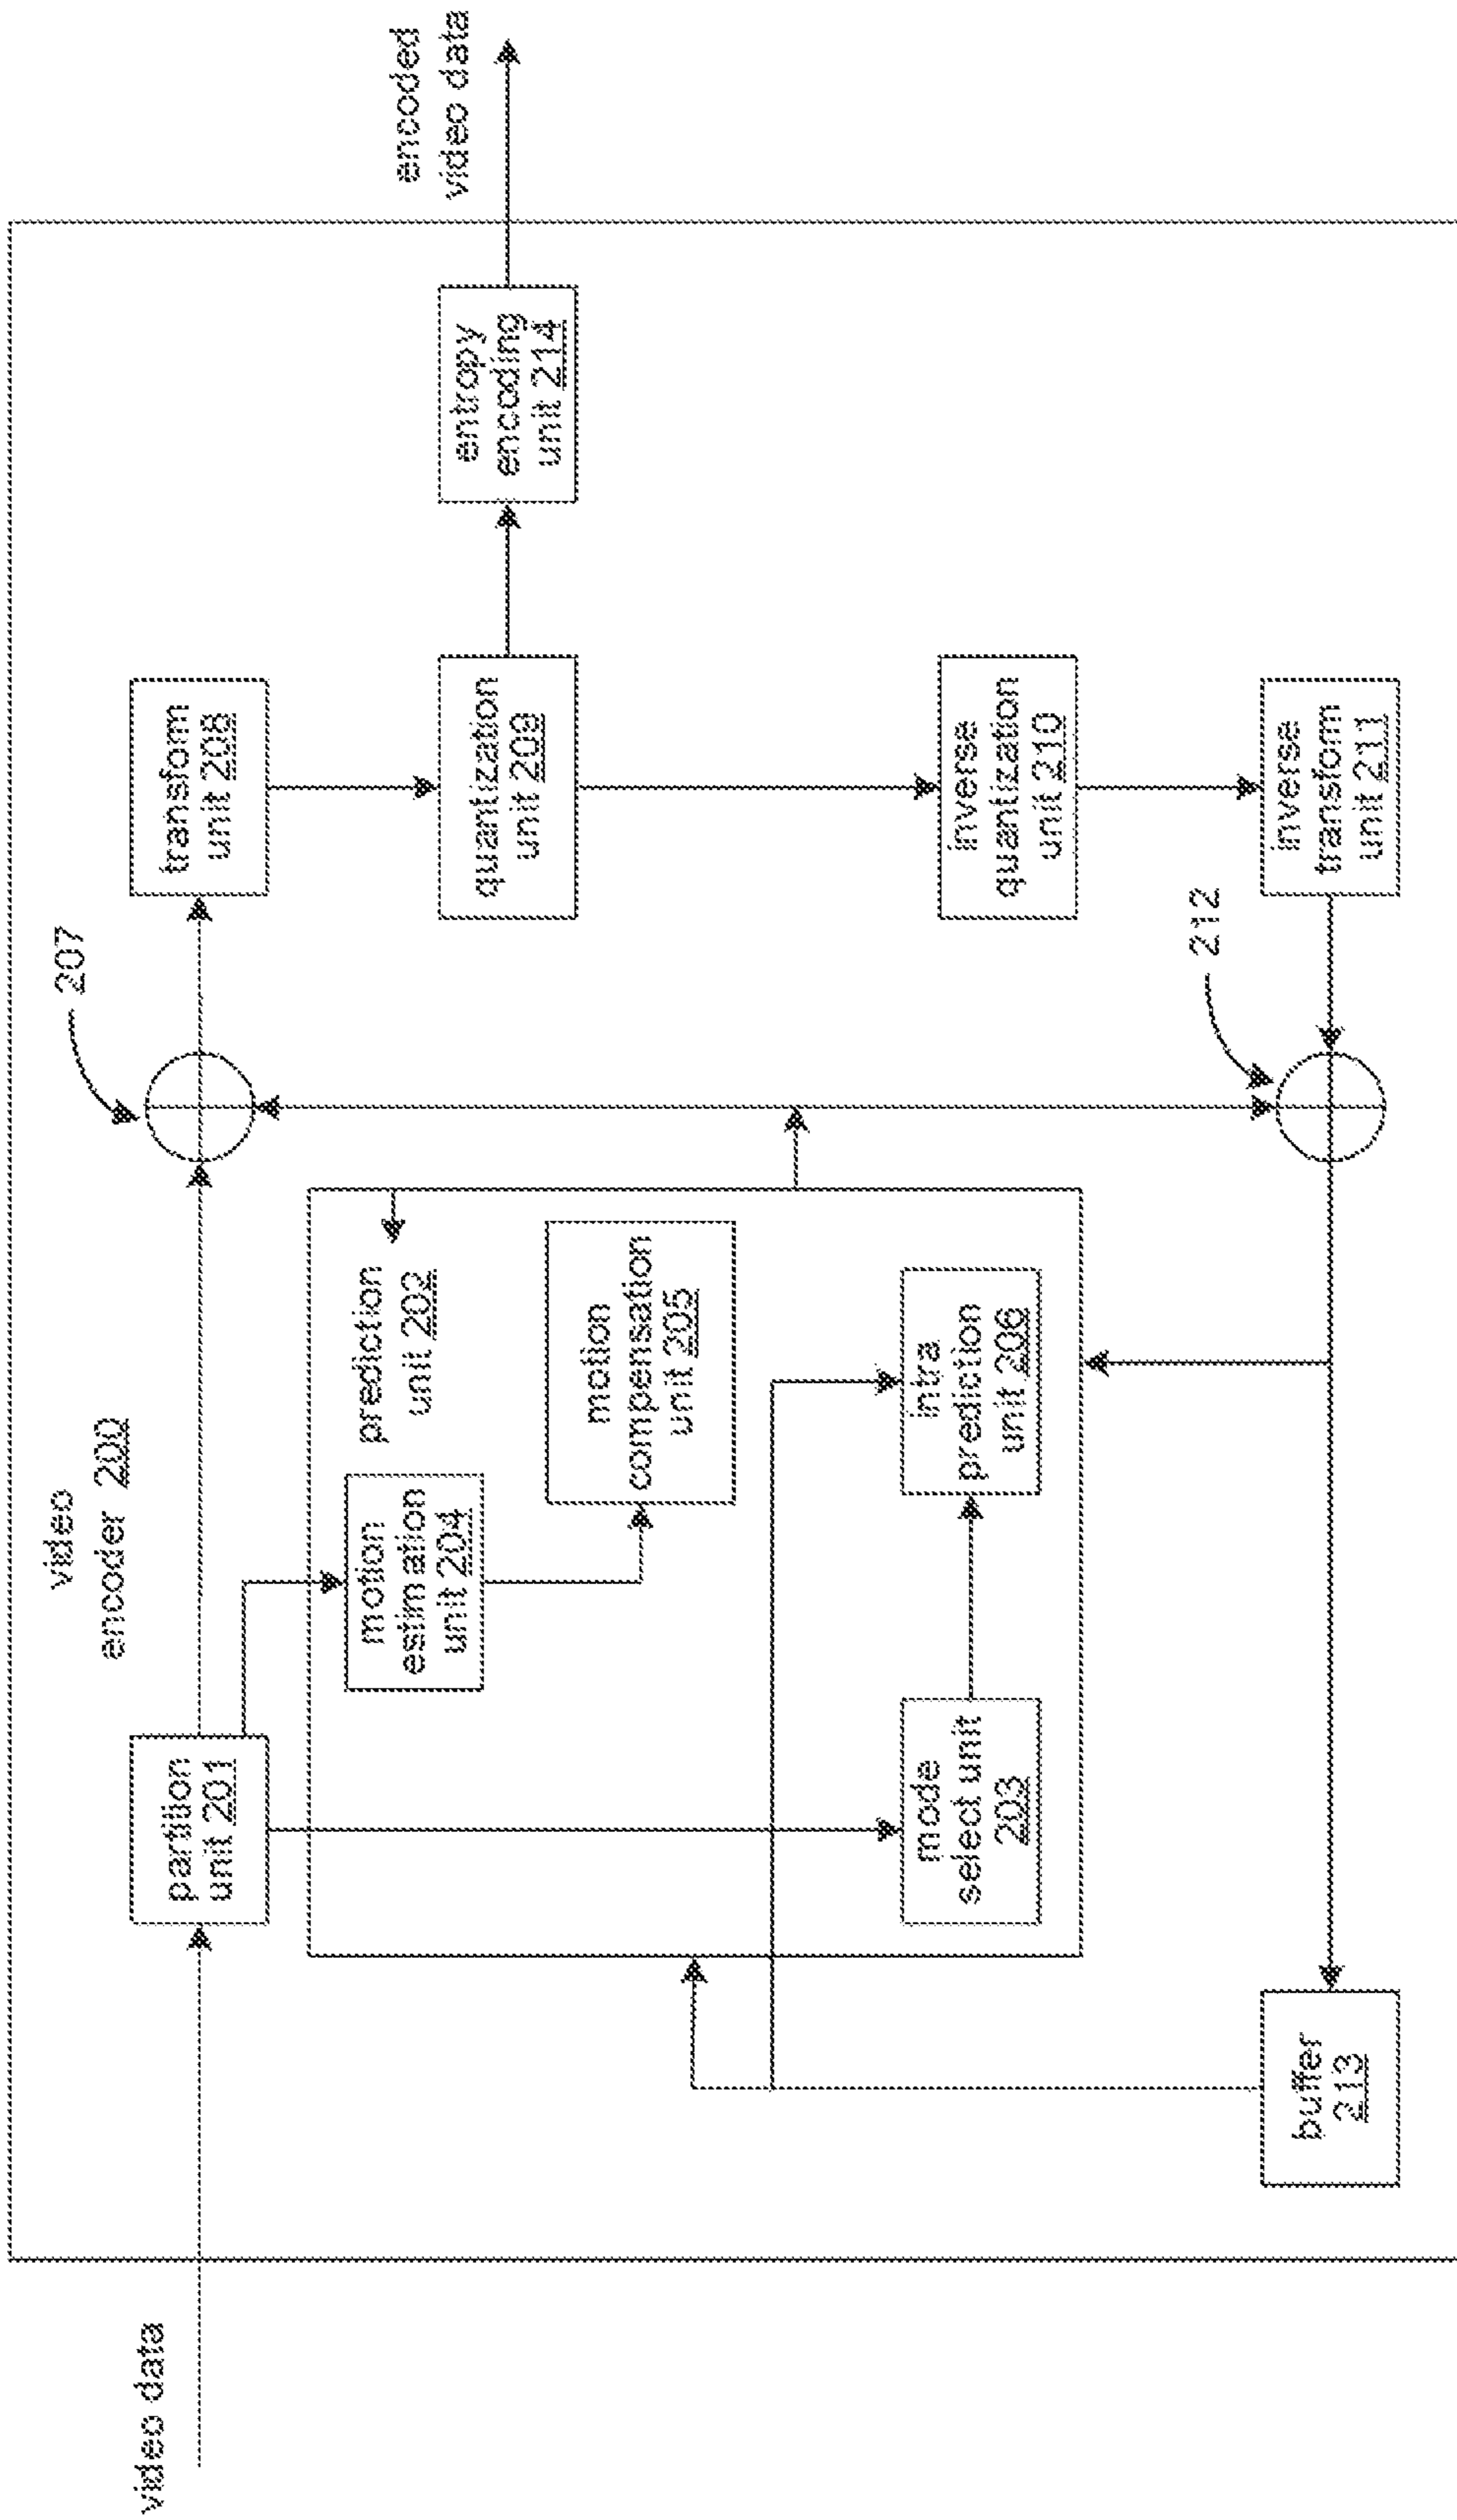 video data
video
encoder 200
partition
unit 201
207
transform
unit 208
encoded
video data
prediction
unit 202
motion
estimation
unit 204
motion
compensation
unit 205
quantization
unit 209
entropy
encoding
unit 214
mode
select unit
203
intra
prediction
unit 206
inverse
quantization
unit 210
212
buffer
213
inverse
transform
unit 211